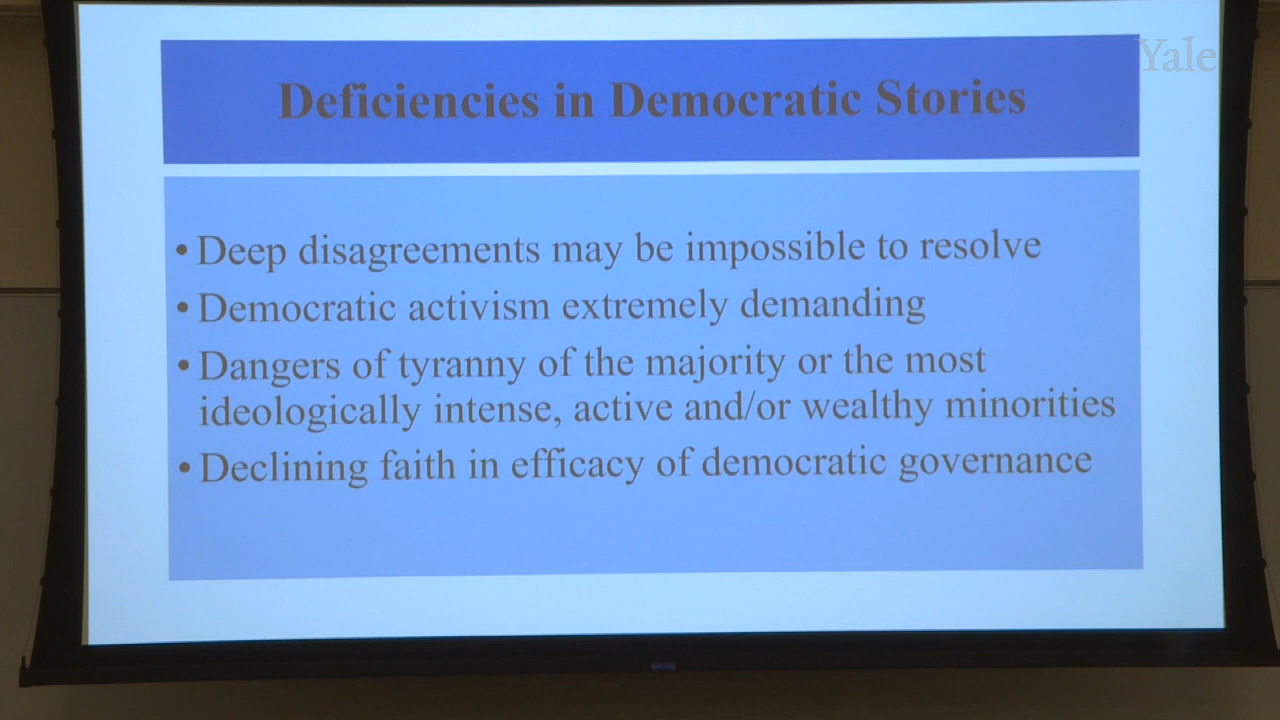 Yale
Deficiencies in Democratic Stories
• Deep disagreements may be impossible to resolve
• Democratic activism extremely demanding
• Dangers of tyranny of the majority or the most
ideologically intense, active and/or wealthy minorities
• Declining faith in efficacy of democratic governance